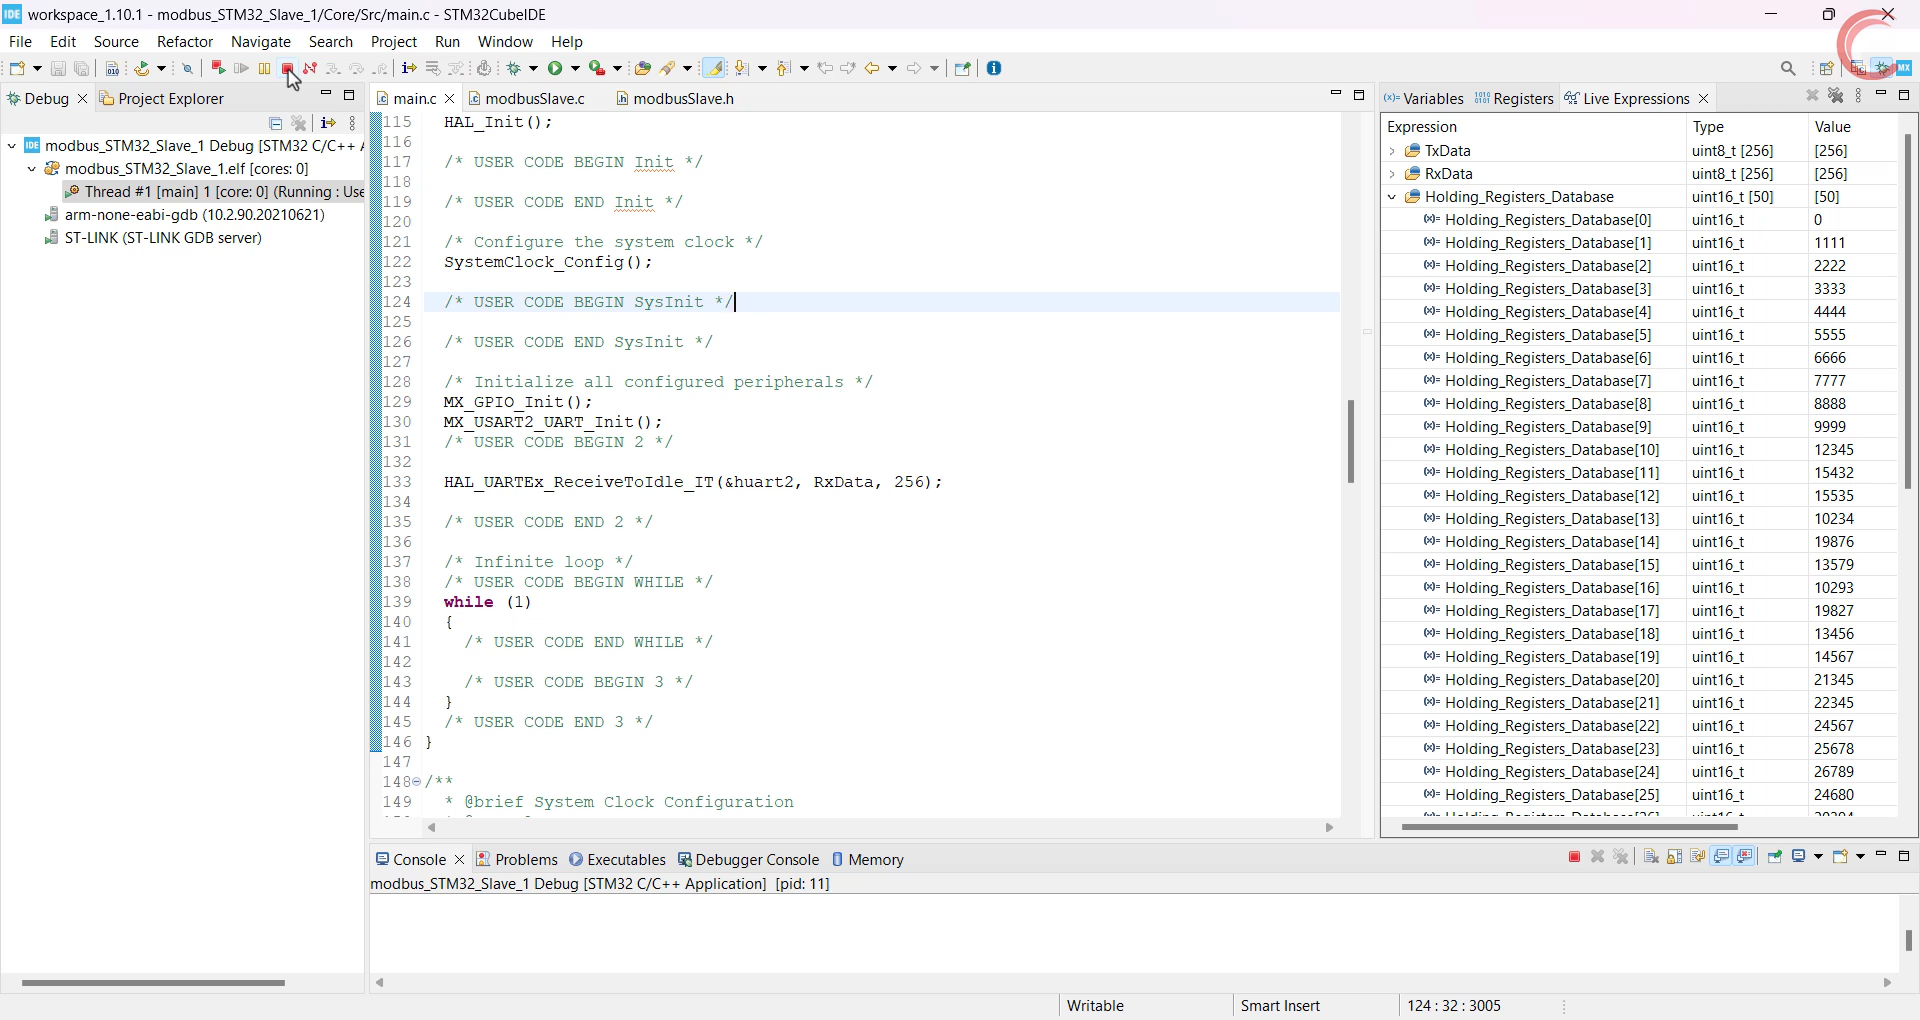 workspace_1.10.1 - modbus_STM32_Slave_1/Core/Src/main.c - STM32CubeIDE
File Edit Source Refactor Navigate Search Project Run Window Help
Debug Project Explorer
modbus_STM32_Slave_1 Debug [STM32 C/C++ A
modbus_STM32_Slave_1.elf [cores: 0]
Thread #1 [main] 1 [core: 0] (Running : Use
arm-none-eabi-gdb (10.2.90.20210621)
ST-LINK (ST-LINK GDB server)
main.c modbusSlave.c modbusSlave.h
115 HAL_Init();
116
117 /* USER CODE BEGIN Init */
118
119 /* USER CODE END Init */
120
121 /* Configure the system clock */
122 SystemClock_Config();
123
124 /* USER CODE BEGIN SysInit */
125
126 /* USER CODE END SysInit */
127
128 /* Initialize all configured peripherals */
129 MX_GPIO_Init();
130 MX_USART2_UART_Init();
131 /* USER CODE BEGIN 2 */
132
133 HAL_UARTEx_ReceiveToIdle_IT(&huart2, RxData, 256);
134
135 /* USER CODE END 2 */
136
137 /* Infinite loop */
138 /* USER CODE BEGIN WHILE */
139 while (1)
140 {
141 /* USER CODE END WHILE */
142
143 /* USER CODE BEGIN 3 */
144 }
145 /* USER CODE END 3 */
146 }
147
148 /**
149 * @brief System Clock Configuration
Variables Registers Live Expressions
Expression Type Value
TxData uint8_t [256] [256]
RxData uint8_t [256] [256]
Holding_Registers_Database uint16_t [50] [50]
Holding_Registers_Database[0] uint16_t 0
Holding_Registers_Database[1] uint16_t 1111
Holding_Registers_Database[2] uint16_t 2222
Holding_Registers_Database[3] uint16_t 3333
Holding_Registers_Database[4] uint16_t 4444
Holding_Registers_Database[5] uint16_t 5555
Holding_Registers_Database[6] uint16_t 6666
Holding_Registers_Database[7] uint16_t 7777
Holding_Registers_Database[8] uint16_t 8888
Holding_Registers_Database[9] uint16_t 9999
Holding_Registers_Database[10] uint16_t 12345
Holding_Registers_Database[11] uint16_t 15432
Holding_Registers_Database[12] uint16_t 15535
Holding_Registers_Database[13] uint16_t 10234
Holding_Registers_Database[14] uint16_t 19876
Holding_Registers_Database[15] uint16_t 13579
Holding_Registers_Database[16] uint16_t 10293
Holding_Registers_Database[17] uint16_t 19827
Holding_Registers_Database[18] uint16_t 13456
Holding_Registers_Database[19] uint16_t 14567
Holding_Registers_Database[20] uint16_t 21345
Holding_Registers_Database[21] uint16_t 22345
Holding_Registers_Database[22] uint16_t 24567
Holding_Registers_Database[23] uint16_t 25678
Holding_Registers_Database[24] uint16_t 26789
Holding_Registers_Database[25] uint16_t 24680
Console Problems Executables Debugger Console Memory
modbus_STM32_Slave_1 Debug [STM32 C/C++ Application] [pid: 11]
Writable Smart Insert 124 : 32 : 3005